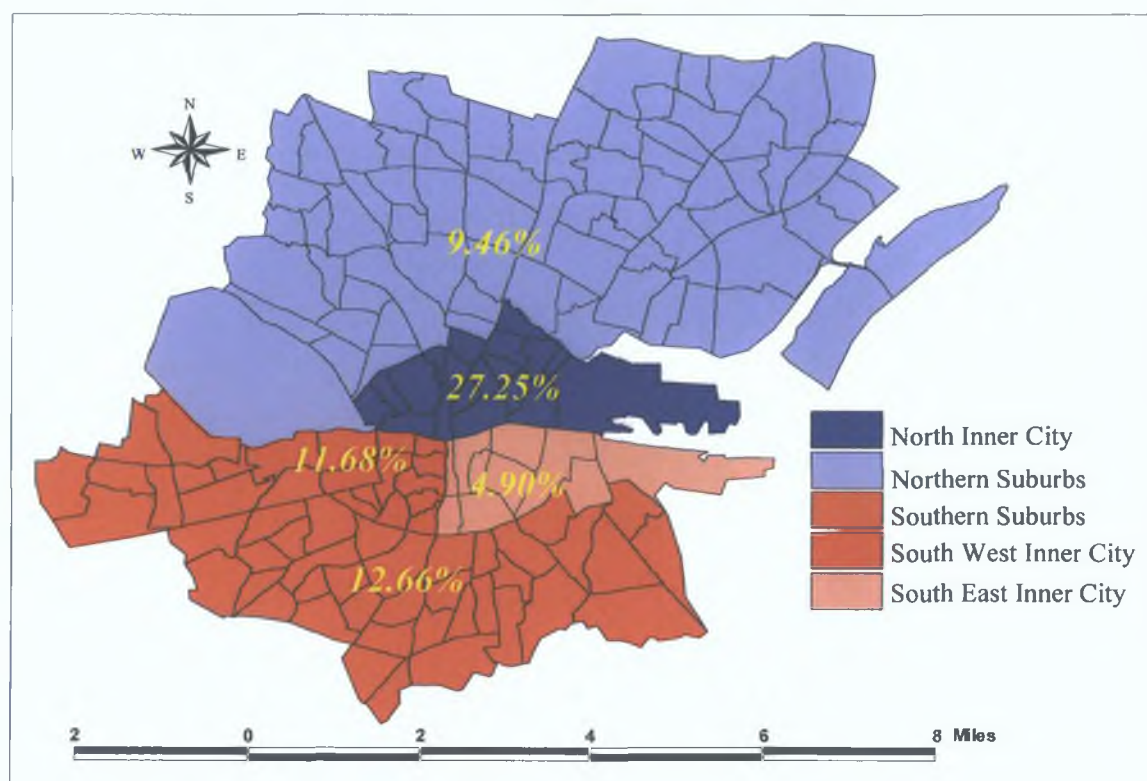 N
W E
S
9.46%
27.25%
11.68%
4.90%
12.66%
North Inner City
Northern Suburbs
Southern Suburbs
South West Inner City
South East Inner City
2 0 2 4 6 8 Miles